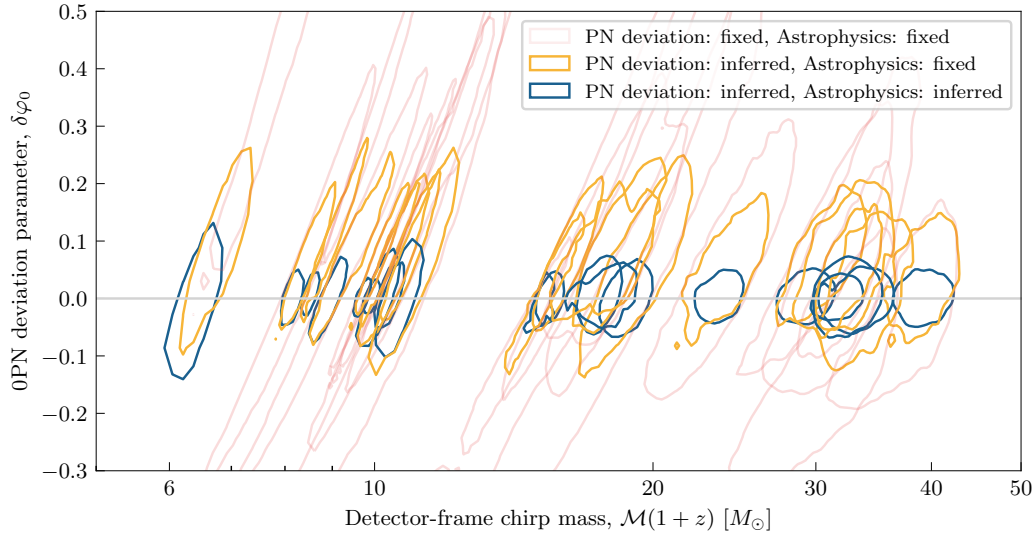 0.5
0.4
0.3
0.2
0.1
0.0
−0.1
−0.2
−0.3
0PN deviation parameter, δφ₀
PN deviation: fixed, Astrophysics: fixed
PN deviation: inferred, Astrophysics: fixed
PN deviation: inferred, Astrophysics: inferred
6 10 20 30 40 50
Detector-frame chirp mass, ℳ(1 + z) [M⊙]